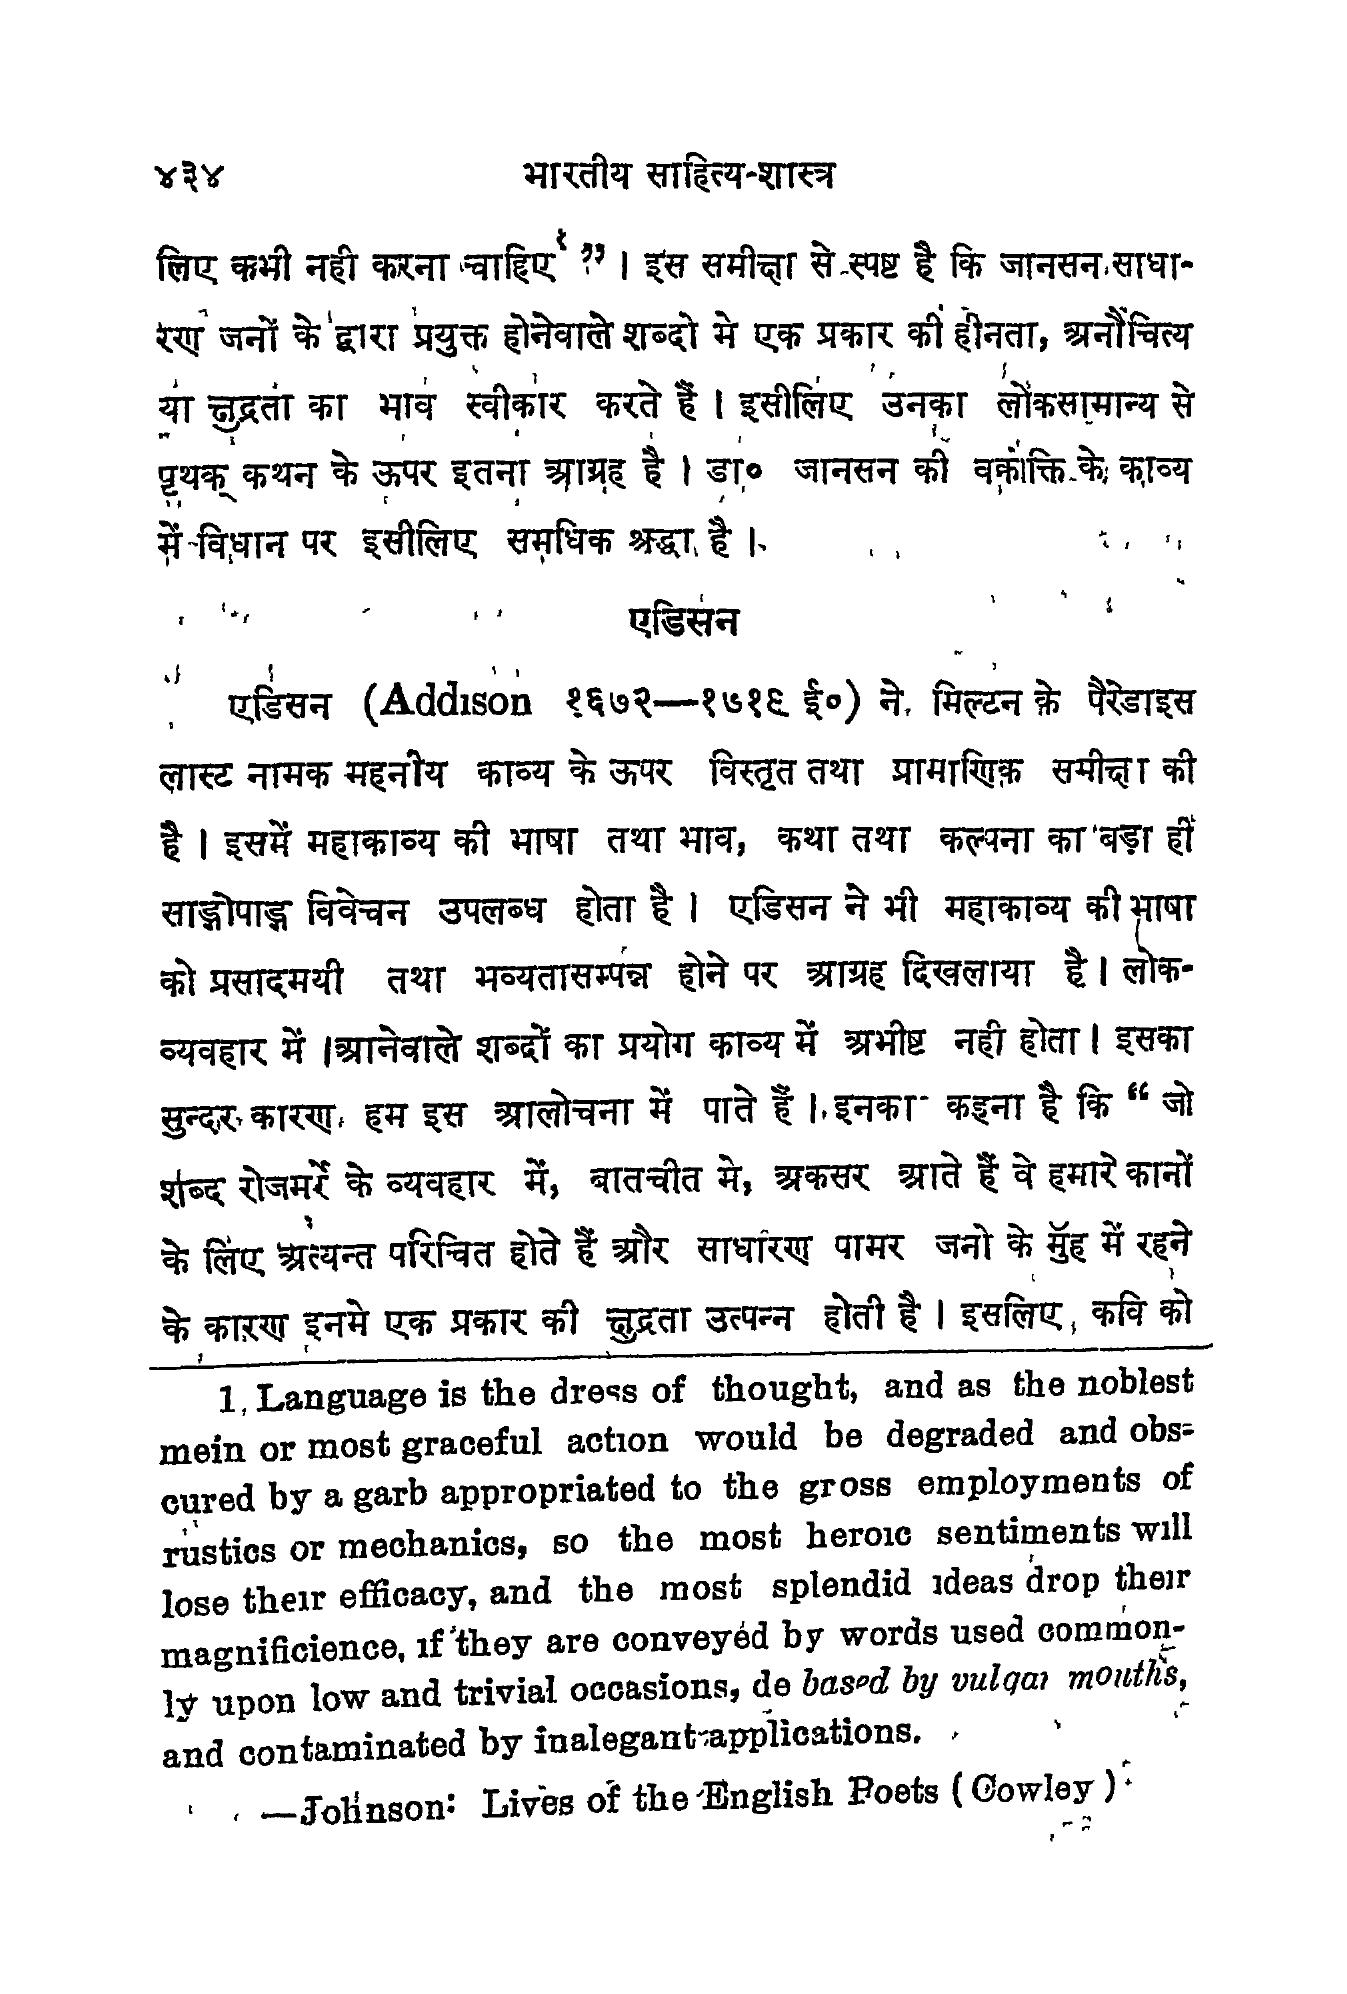 ४३४ भारतीय साहित्य-शास्त्र
लिए कभी नही करना चाहिए१ ?” । इस समीक्षा से स्पष्ट है कि जानसन साधा-
रण जनों के द्वारा प्रयुक्त होनेवाले शब्दो मे एक प्रकार की हीनता, अनौचित्य
या क्षुद्रता का भाव स्वीकार करते हैं । इसीलिए उनका लोकसामान्य से
पृथक् कथन के ऊपर इतना आग्रह है । डा० जानसन की वक्रोक्ति के काव्य
में विधान पर इसीलिए समधिक श्रद्धा है ।
एडिसन
एडिसन (Addison १६७२—१७१९ ई०) ने मिल्टन के पैरेडाइस
लास्ट नामक महनीय काव्य के ऊपर विस्तृत तथा प्रामाणिक समीक्षा की
है । इसमें महाकाव्य की भाषा तथा भाव, कथा तथा कल्पना का बड़ा ही
साङ्गोपाङ्ग विवेचन उपलब्ध होता है । एडिसन ने भी महाकाव्य की भाषा
को प्रसादमयी तथा भव्यतासम्पन्न होने पर आग्रह दिखलाया है । लोक-
व्यवहार में आनेवाले शब्दों का प्रयोग काव्य में अभीष्ट नही होता । इसका
सुन्दर कारण हम इस आलोचना में पाते हैं । इनका कहना है कि “ जो
शब्द रोजमर्रे के व्यवहार में, बातचीत मे, अकसर आते हैं वे हमारे कानों
के लिए अत्यन्त परिचित होते हैं और साधारण पामर जनो के मुँह में रहने
के कारण इनमे एक प्रकार की क्षुद्रता उत्पन्न होती है । इसलिए कवि को
1. Language is the dress of thought, and as the noblest
mein or most graceful action would be degraded and obs-
cured by a garb appropriated to the gross employments of
rustics or mechanics, so the most heroic sentiments will
lose their efficacy, and the most splendid ideas drop their
magnificience, if they are conveyed by words used common-
ly upon low and trivial occasions, de based by vulgar mouths,
and contaminated by inalegant applications.
—Johnson: Lives of the English Poets ( Cowley )